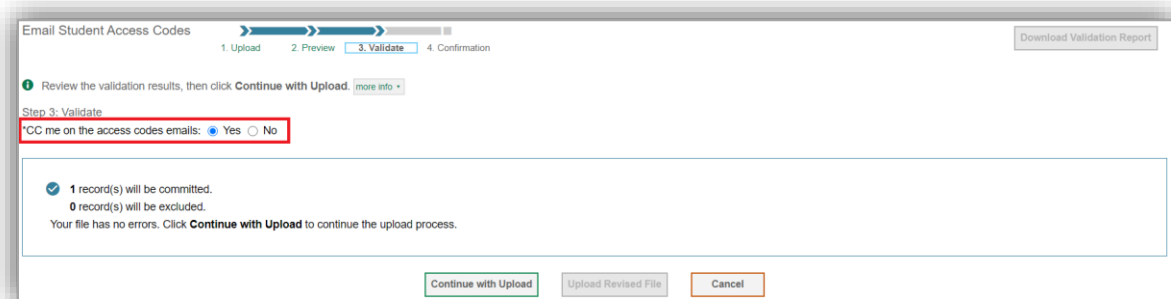 Email Student Access Codes
Download Validation Report
1. Upload 2. Preview 3. Validate 4. Confirmation
Review the validation results, then click Continue with Upload. more info
Step 3: Validate
*CC me on the access codes emails: Yes No
1 record(s) will be committed.
0 record(s) will be excluded.
Your file has no errors. Click Continue with Upload to continue the upload process.
Continue with Upload Upload Revised File Cancel